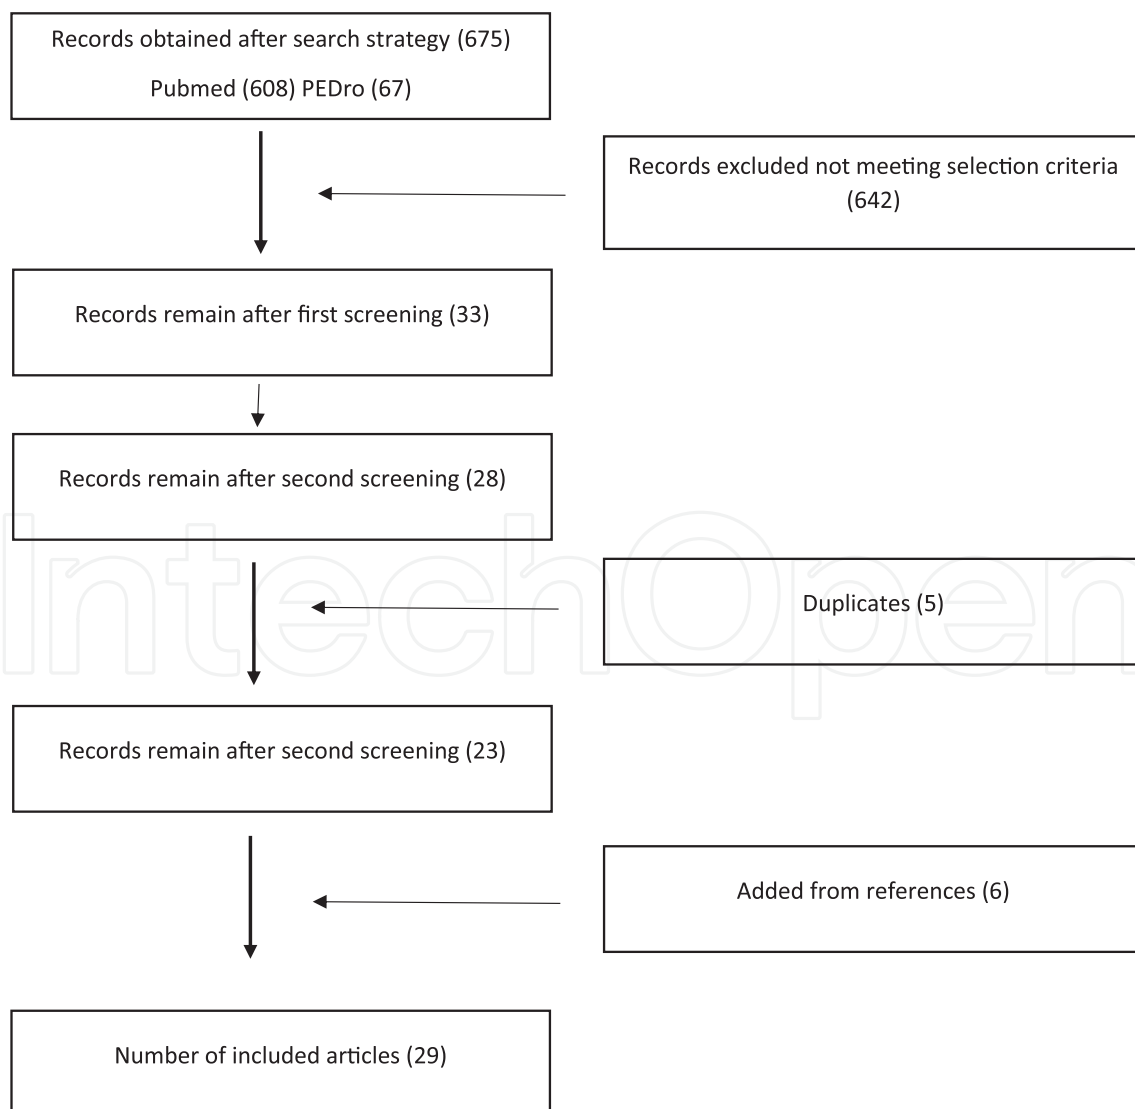 Records obtained after search strategy (675)
Pubmed (608) PEDro (67)
Records excluded not meeting selection criteria
(642)
Records remain after first screening (33)
Records remain after second screening (28)
IntechOpen
Duplicates (5)
Records remain after second screening (23)
Added from references (6)
Number of included articles (29)